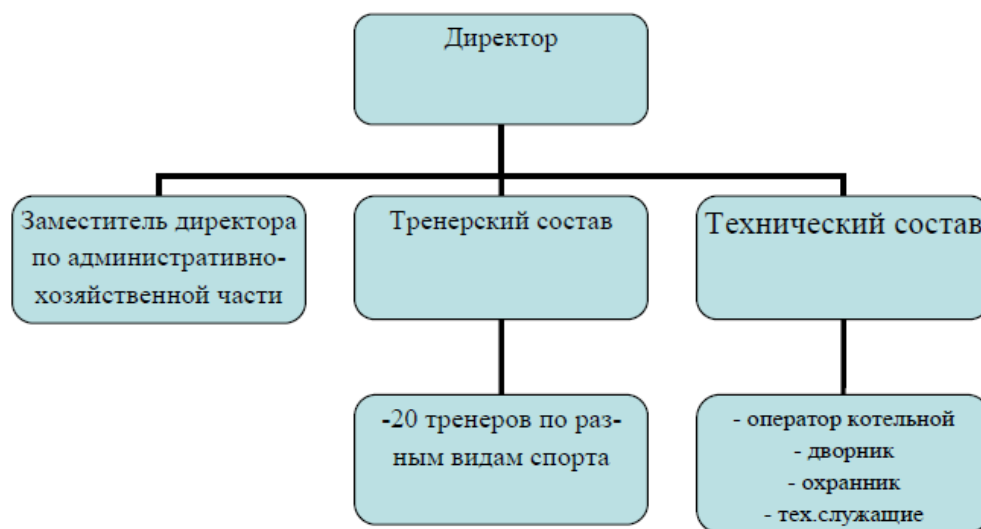 Директор
Заместитель директора
по административно-
хозяйственной части
Тренерский состав
Технический состав
-20 тренеров по раз-
ным видам спорта
- оператор котельной
- дворник
- охранник
- тех.служащие